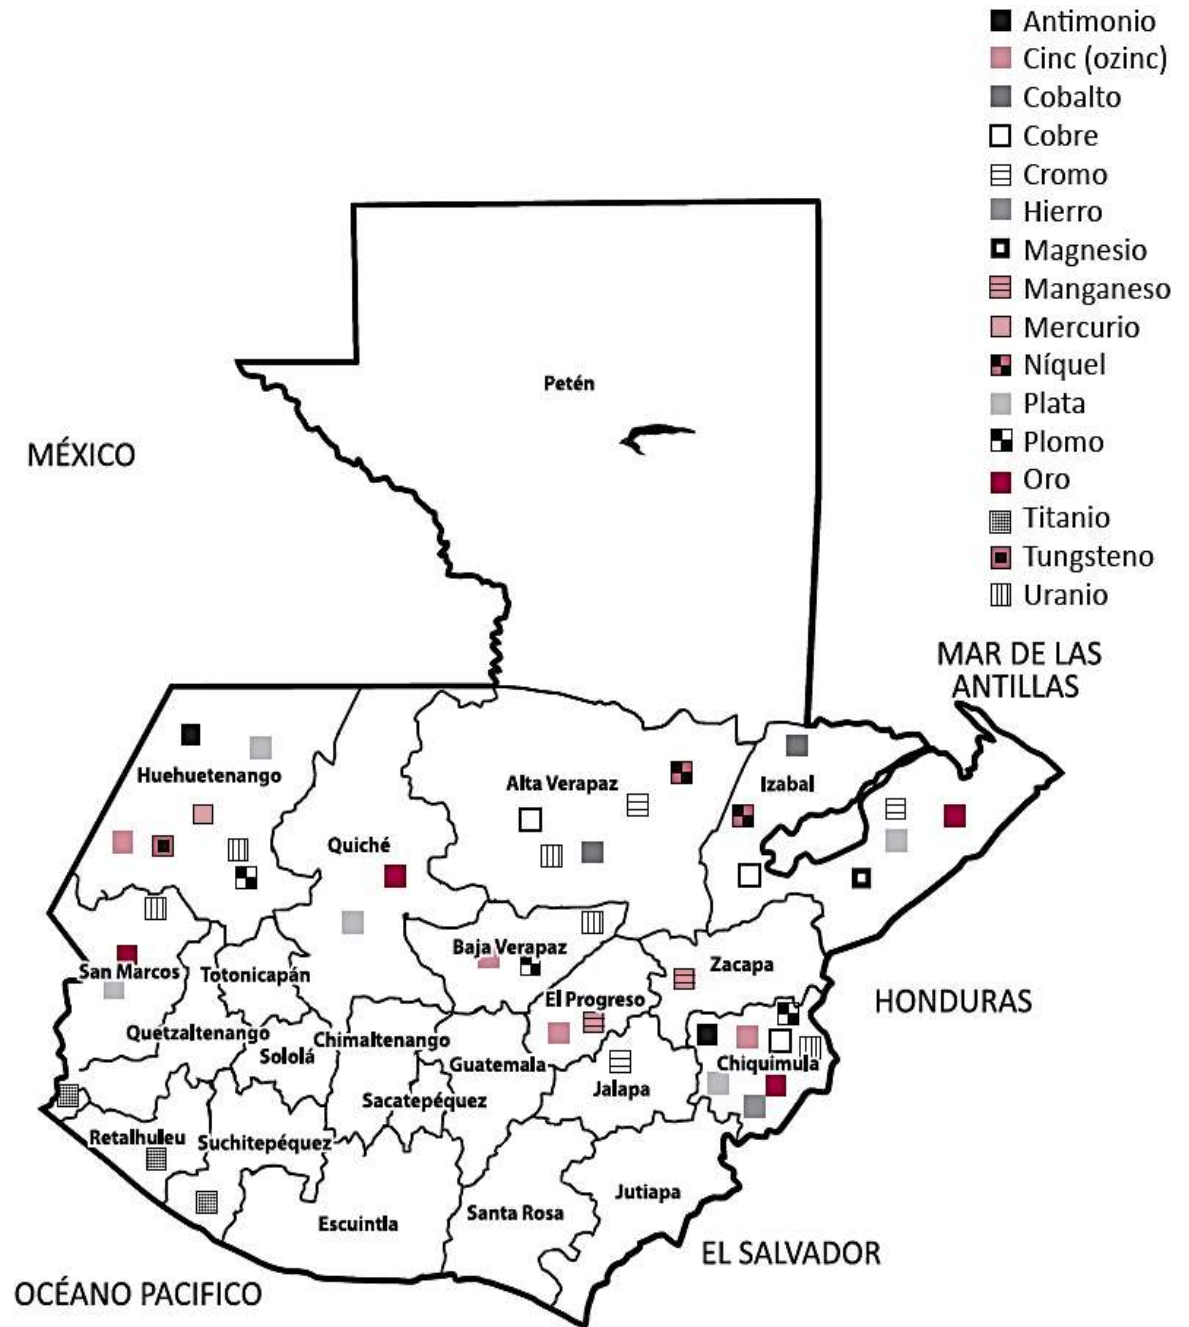 Antimonio
Cinc (ozinc)
Cobalto
Cobre
Cromo
Hierro
Magnesio
Manganeso
Mercurio
Níquel
Plata
Plomo
Oro
Titanio
Tungsteno
Uranio
Petén
MÉXICO
MAR DE LAS
ANTILLAS
Huehuetenango
Alta Verapaz
Izabal
Quiché
Baja Verapaz
Zacapa
San Marcos
Totonicapán
El Progreso
HONDURAS
Quetzaltenango
Chimaltenango
Sololá
Guatemala
Chiquimula
Jalapa
Sacatepéquez
Retalhuleu
Suchitepéquez
Jutiapa
Santa Rosa
Escuintla
EL SALVADOR
OCÉANO PACIFICO